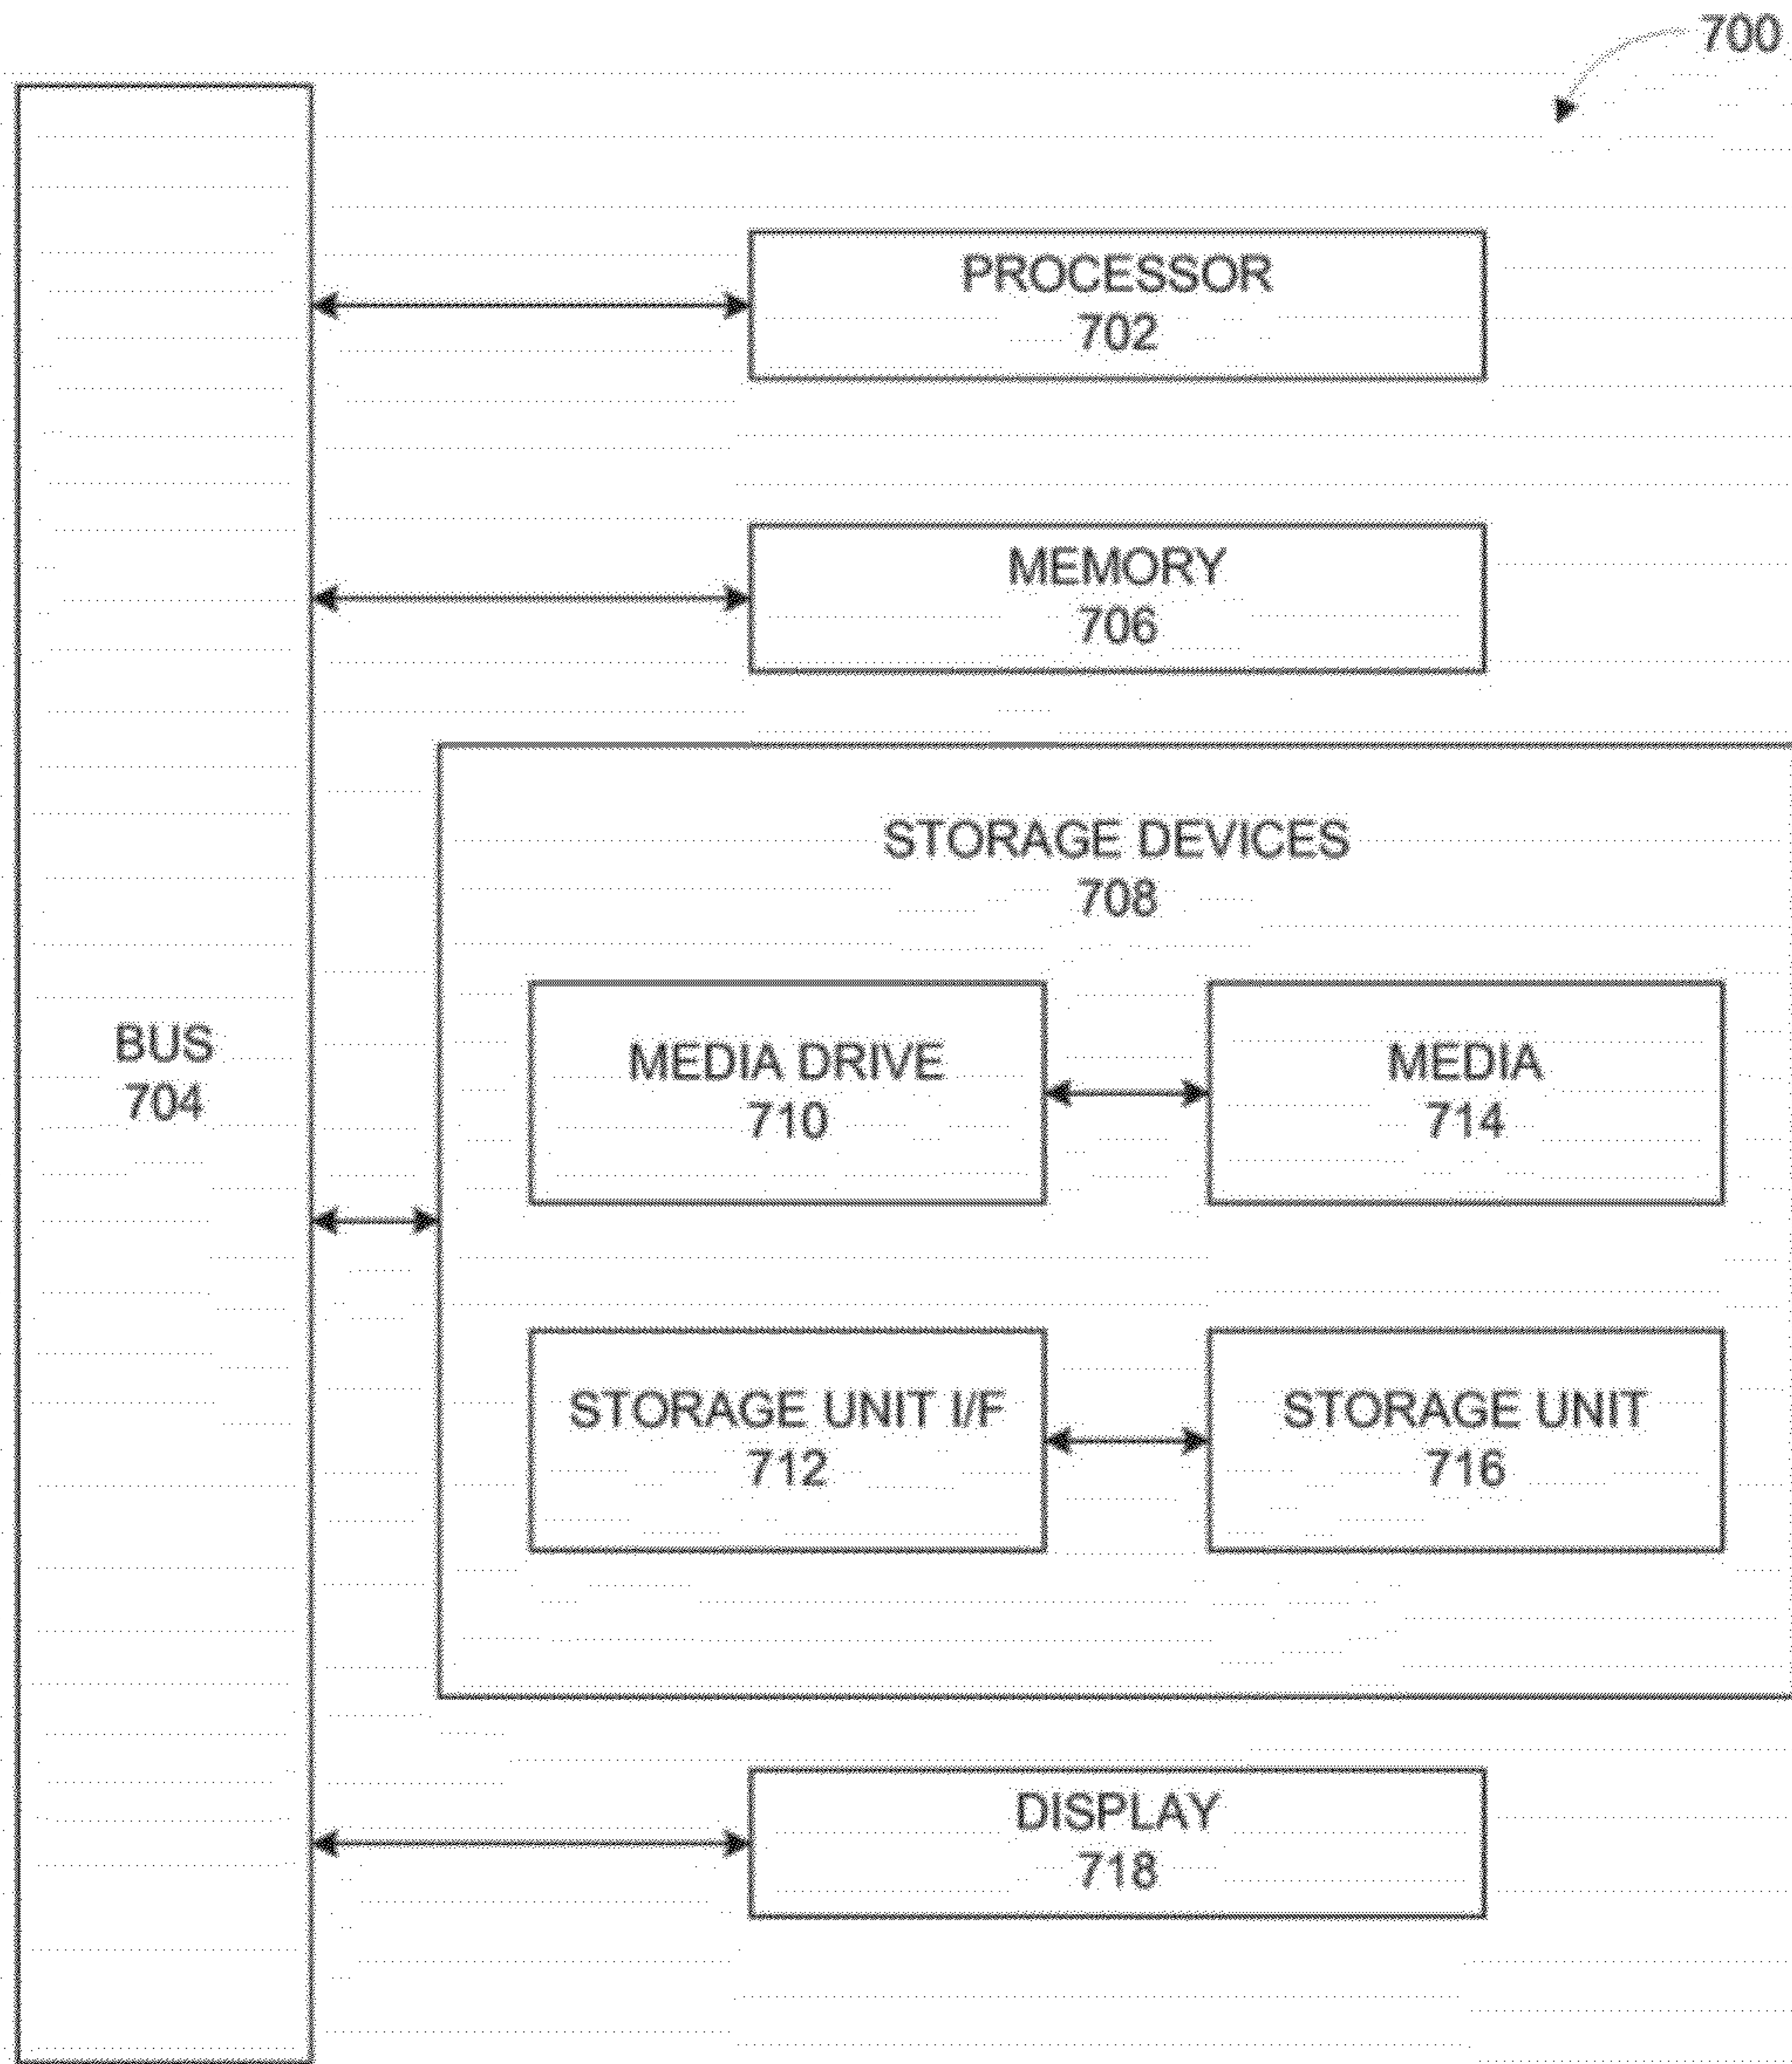 700
PROCESSOR
702
MEMORY
706
STORAGE DEVICES
708
BUS
704
MEDIA DRIVE
710
MEDIA
714
STORAGE UNIT I/F
712
STORAGE UNIT
716
DISPLAY
718